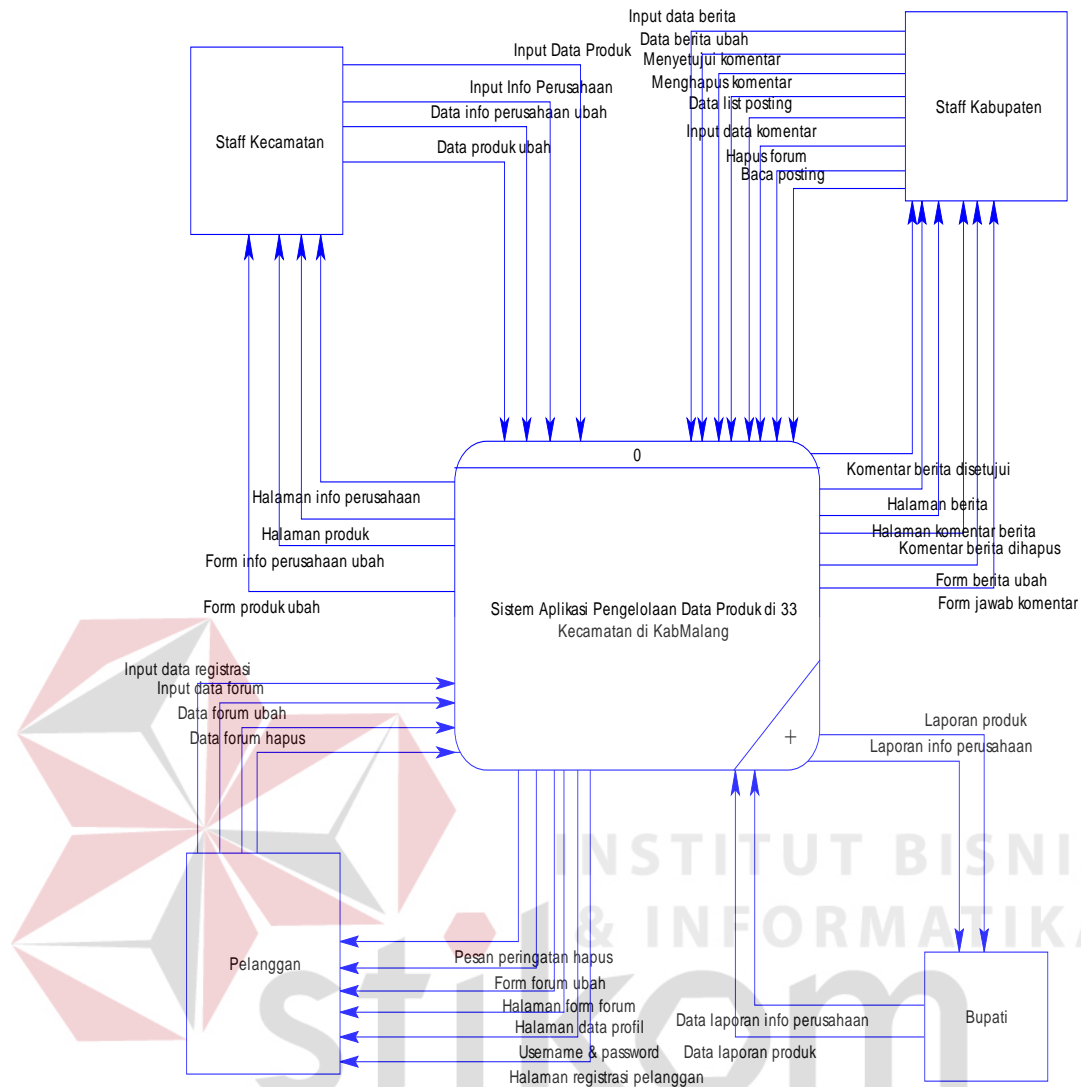 Input data berita
Data berita ubah
Menyetujui komentar
Menghapus komentar
Data list posting
Input data komentar
Hapus forum
Baca posting
Staff Kabupaten
Input Data Produk
Input Info Perusahaan
Data info perusahaan ubah
Data produk ubah
Staff Kecamatan
0
Komentar berita disetujui
Halaman berita
Halaman komentar berita
Komentar berita dihapus
Form berita ubah
Form jawab komentar
Halaman info perusahaan
Halaman produk
Form info perusahaan ubah
Form produk ubah
Sistem Aplikasi Pengelolaan Data Produk di 33
Kecamatan di KabMalang
+
Input data registrasi
Input data forum
Data forum ubah
Data forum hapus
Laporan produk
Laporan info perusahaan
INSTITUT BISNI
& INFORMATIKA
stikom
Pelanggan
Pesan peringatan hapus
Form forum ubah
Halaman form forum
Halaman data profil
Username & password
Halaman registrasi pelanggan
Data laporan info perusahaan
Data laporan produk
Bupati